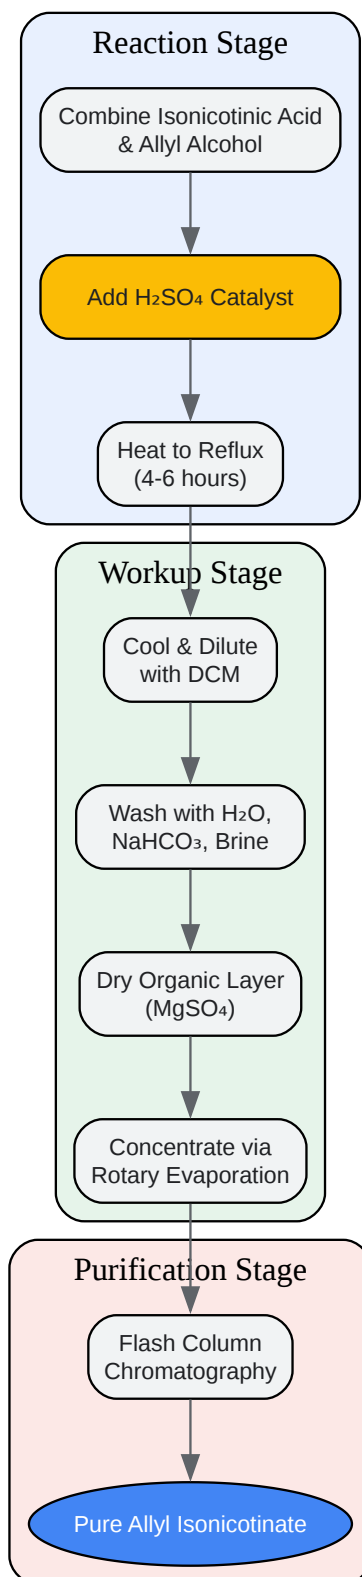 Reaction Stage
Combine Isonicotinic Acid
& Allyl Alcohol
Add H₂SO₄ Catalyst
Heat to Reflux
(4-6 hours)
Workup Stage
Cool & Dilute
with DCM
Wash with H₂O,
NaHCO₃, Brine
Dry Organic Layer
(MgSO₄)
Concentrate via
Rotary Evaporation
Purification Stage
Flash Column
Chromatography
Pure Allyl Isonicotinate